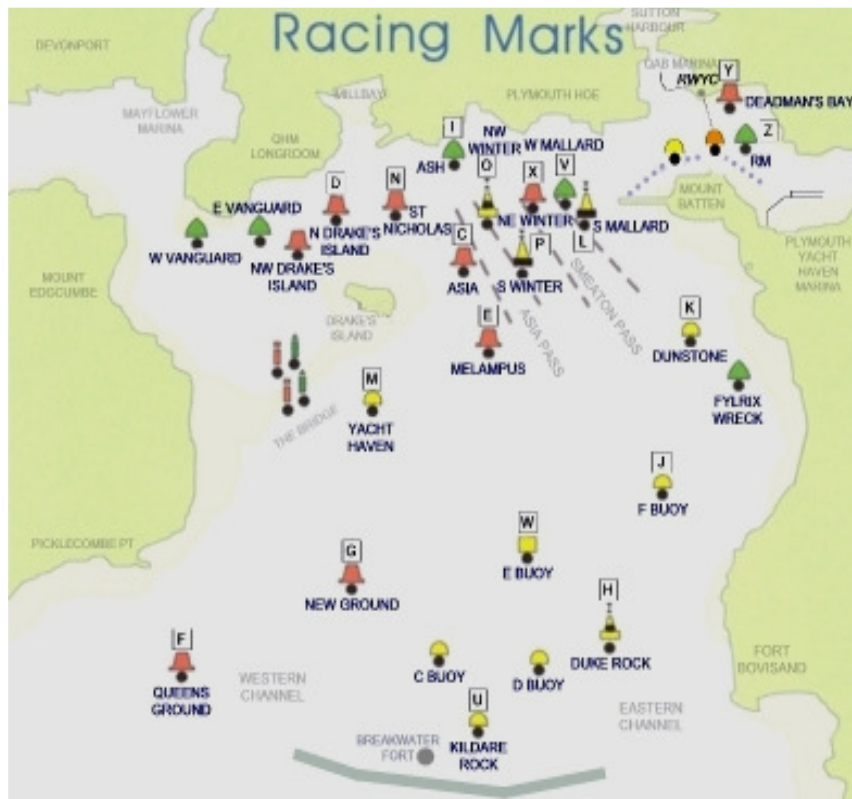 SUTTON
HARBOUR
Racing Marks
DEVONPORT
QAB MARINA
Y
RWYC
MILLBAY
PLYMOUTH HOE
DEADMAN'S BAY
MAYFLOWER
MARINA
I
NW
WINTER
W MALLARD
Z
QHM
LONGROOM
ASH
O
X
V
RM
D
N
MOUNT
BATTEN
E VANGUARD
ST
NICHOLAS
NE WINTER
S MALLARD
N DRAKE'S
ISLAND
C
P
L
W VANGUARD
NW DRAKE'S
ISLAND
PLYMOUTH
YACHT
HAVEN
MARINA
ASIA
S WINTER
SMEATON PASS
MOUNT
EDGCUMBE
DRAKE'S
ISLAND
E
ASIA PASS
K
MELAMPUS
DUNSTONE
M
FYLRIX
WRECK
THE BRIDGE
YACHT
HAVEN
J
F BUOY
W
PICKLECOMBE PT
G
E BUOY
NEW GROUND
H
F
DUKE ROCK
FORT
BOVISAND
C BUOY
D BUOY
QUEENS
GROUND
WESTERN
CHANNEL
U
EASTERN
CHANNEL
BREAKWATER
FORT
KILDARE
ROCK